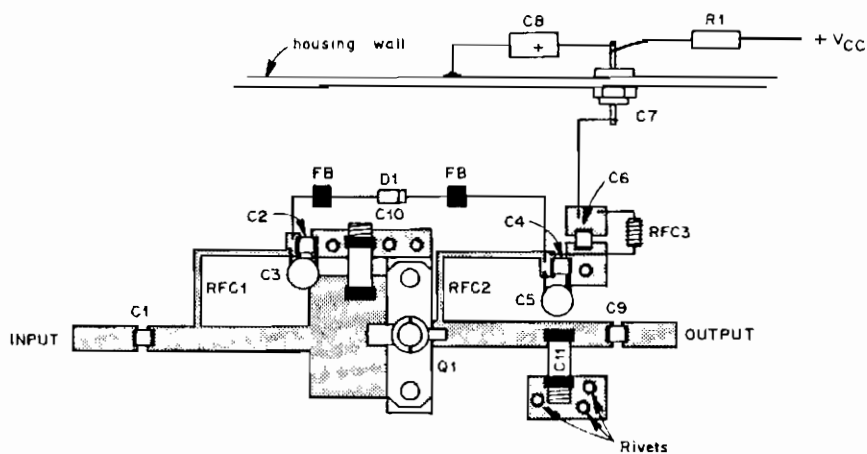 C8
R1
+ VCC
housing wall
+
C7
FB
D1
FB
C6
C2
C10
C4
RFC3
C3
RFC1
RFC2
C5
C1
C9
INPUT
OUTPUT
Q1
C11
Rivets